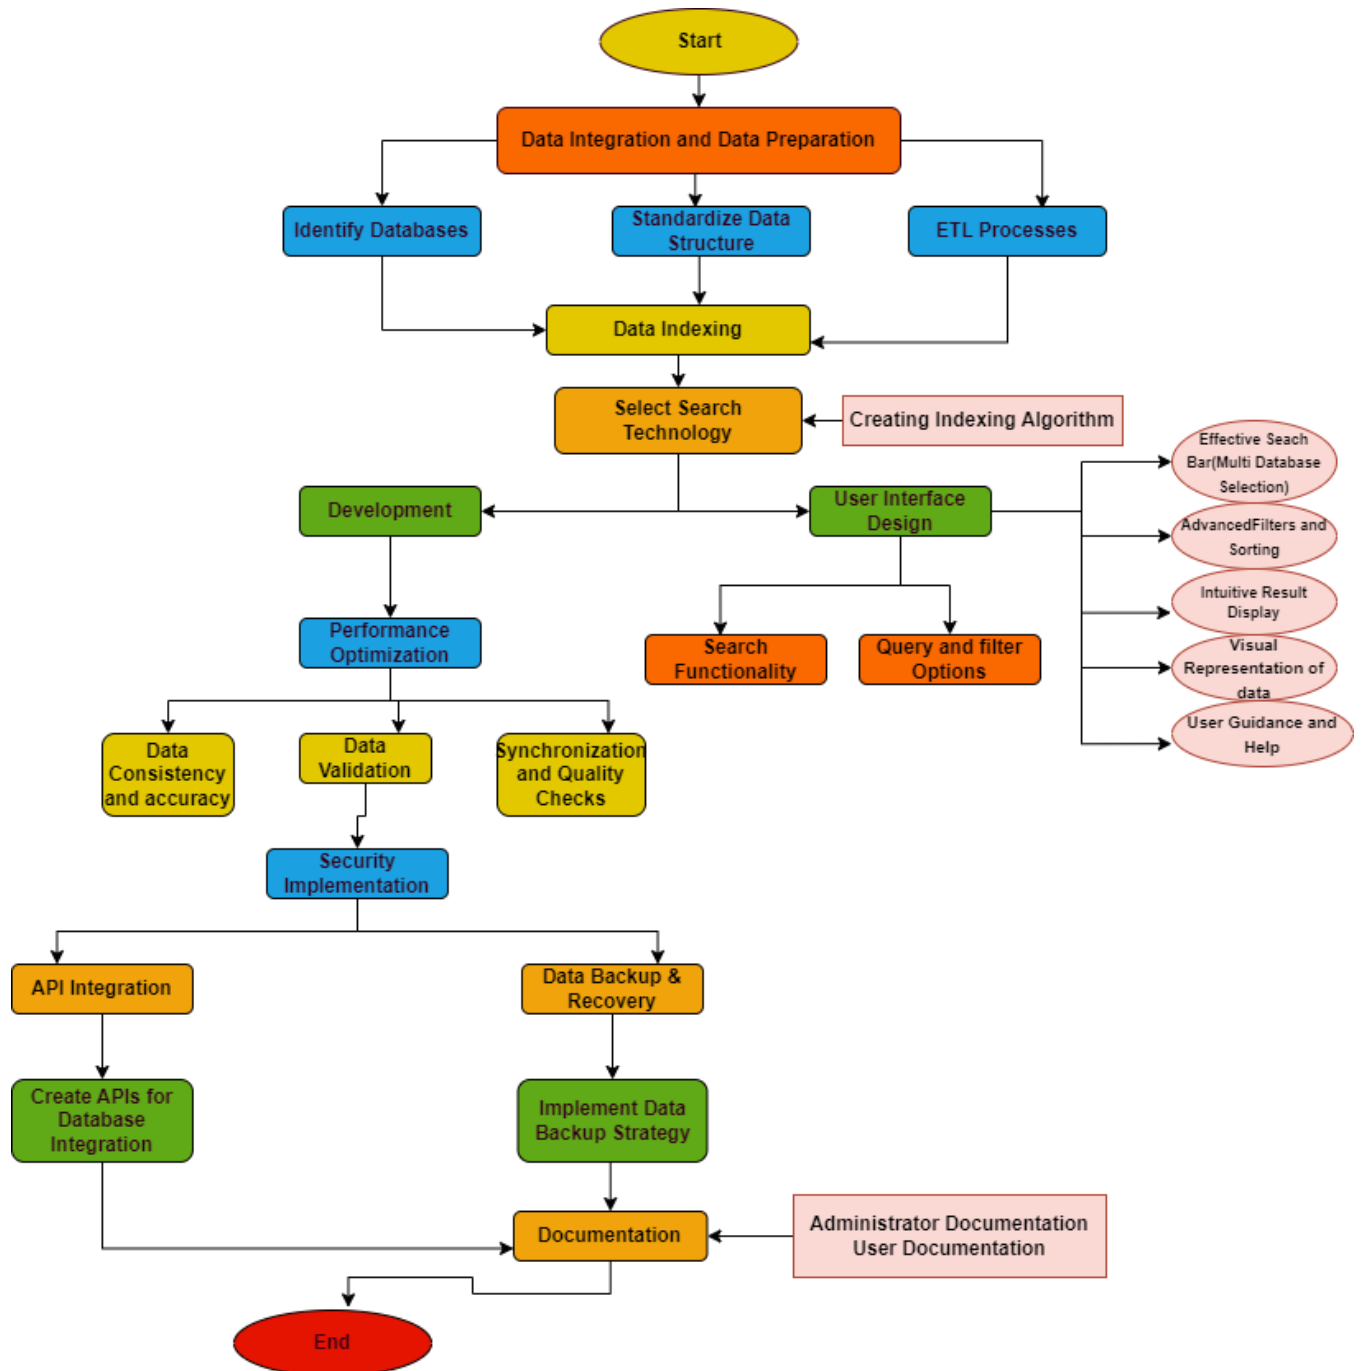 Start
Data Integration and Data Preparation
Identify Databases
Standardize Data
Structure
ETL Processes
Data Indexing
Select Search
Technology
Creating Indexing Algorithm
Effective Seach
Bar(Multi Database
Selection)
Development
User Interface
Design
AdvancedFilters and
Sorting
Intuitive Result
Display
Performance
Optimization
Search
Functionality
Query and filter
Options
Visual
Representation of
data
User Guidance and
Help
Data
Consistency
and accuracy
Data
Validation
Synchronization
and Quality
Checks
Security
Implementation
API Integration
Data Backup &
Recovery
Create APIs for
Database
Integration
Implement Data
Backup Strategy
Documentation
Administrator Documentation
User Documentation
End